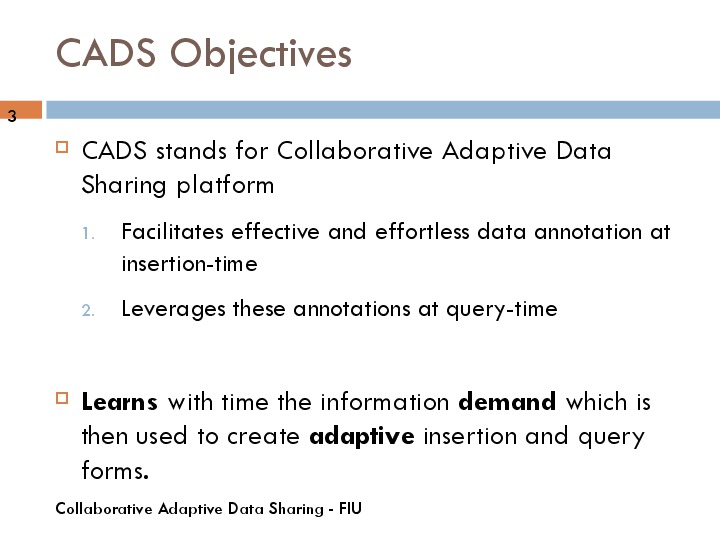 CADS Objectives
3
CADS stands for Collaborative Adaptive Data
Sharing platform
1. Facilitates effective and effortless data annotation at
insertion-time
2. Leverages these annotations at query-time
Learns with time the information demand which is
then used to create adaptive insertion and query
forms.
Collaborative Adaptive Data Sharing - FIU